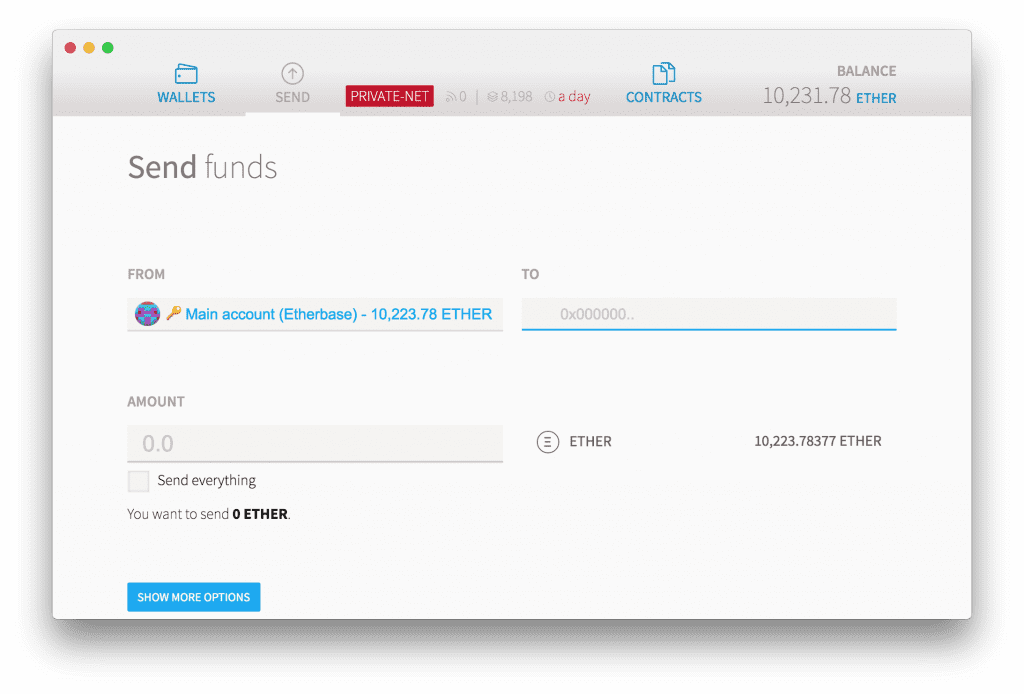 BALANCE
WALLETS SEND PRIVATE-NET 0 | 8,198 a day CONTRACTS 10,231.78 ETHER
Send funds
FROM TO
Main account (Etherbase) - 10,223.78 ETHER 0x000000..
AMOUNT
0.0 ETHER 10,223.78377 ETHER
Send everything
You want to send 0 ETHER.
SHOW MORE OPTIONS